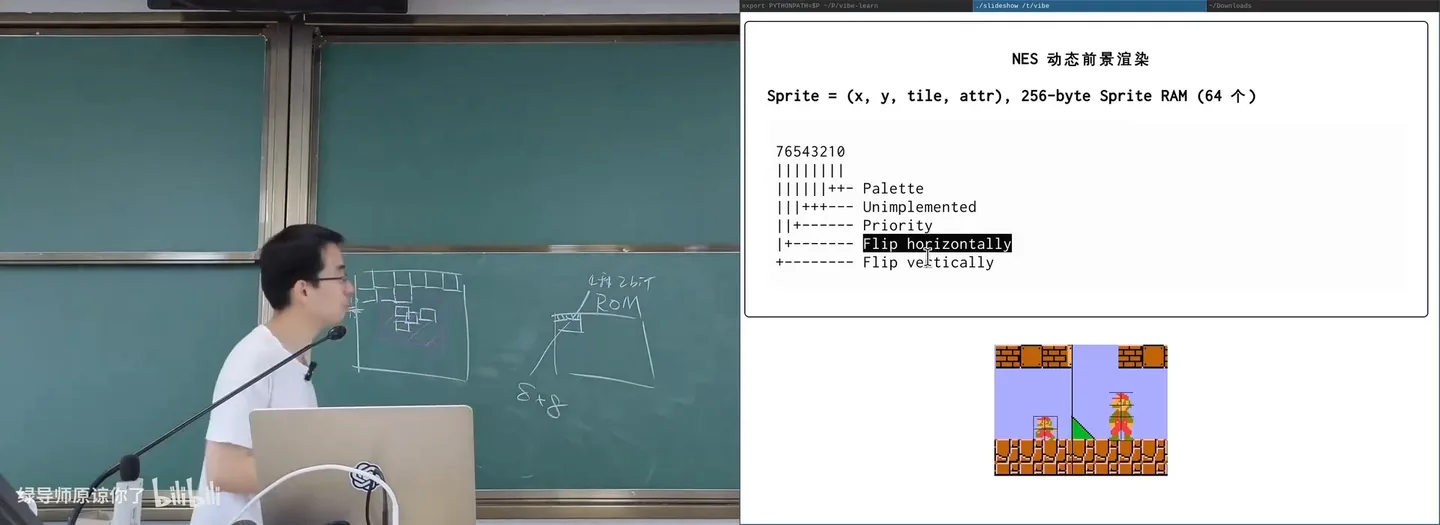 export PYTHONPATH=$P ~/P/vibe-learn
./slideshow /t/vibe
~/Downloads
NES 动态前景渲染
Sprite = (x, y, tile, attr), 256-byte Sprite RAM (64 个)
76543210
||||||||
||||||++- Palette
|||+++--- Unimplemented
||+------ Priority
|+------- Flip horizontally
+-------- Flip vertically
2bit
ROM
8+8
绿导师原谅你了 bilibili